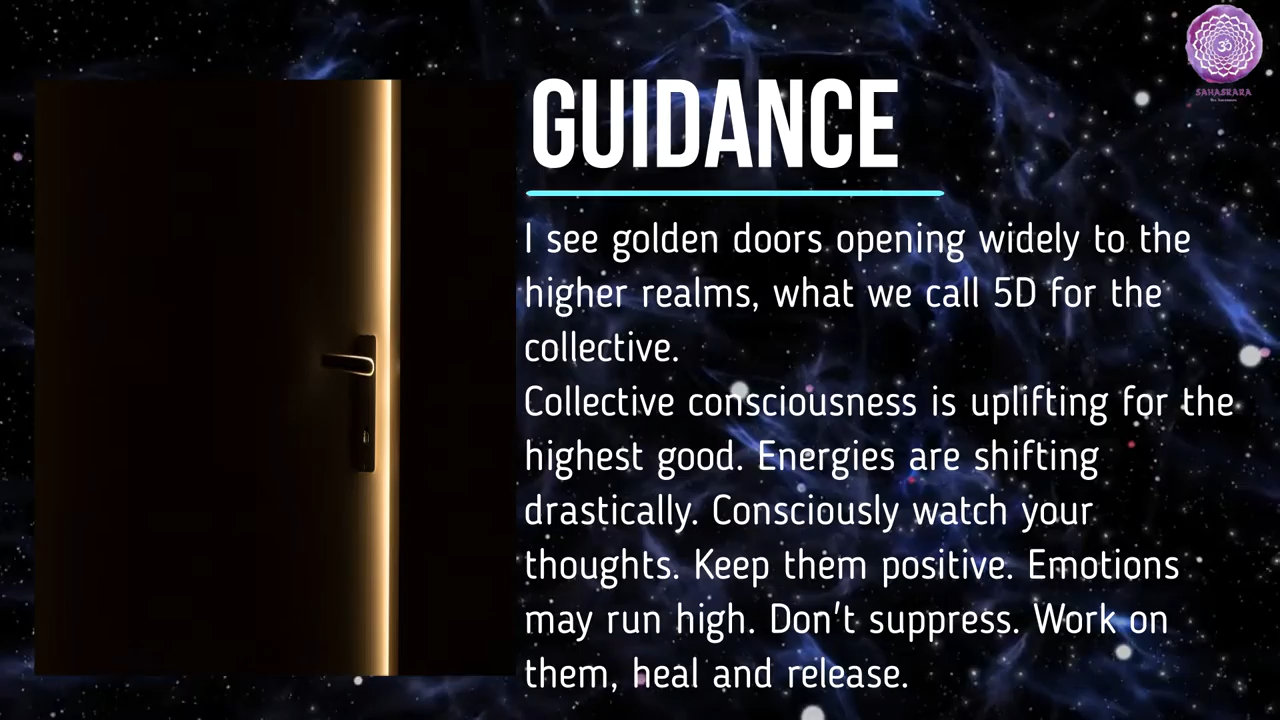 GUIDANCE
I see golden doors opening widely to the
higher realms, what we call 5D for the
collective.
Collective consciousness is uplifting for the
highest good. Energies are shifting
drastically. Consciously watch your
thoughts. Keep them positive. Emotions
may run high. Don't suppress. Work on
them, heal and release.
ॐ
SAHASRARA